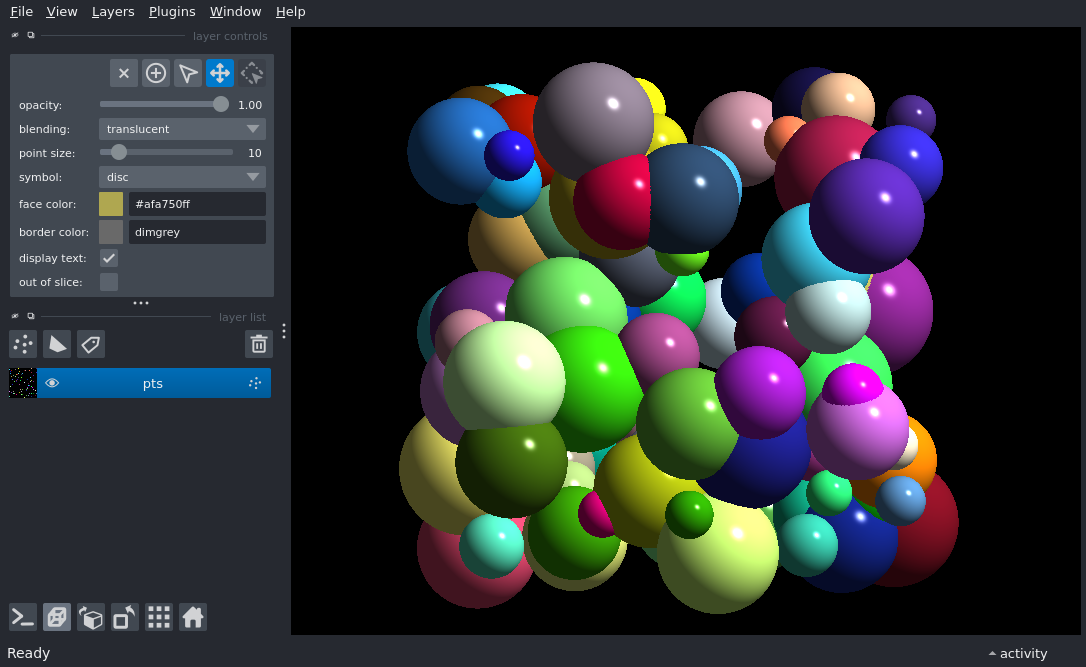 File View Layers Plugins Window Help
layer controls
opacity: 1.00
blending: translucent
point size: 10
symbol: disc
face color: #afa750ff
border color: dimgrey
display text:
out of slice:
layer list
pts
Ready activity